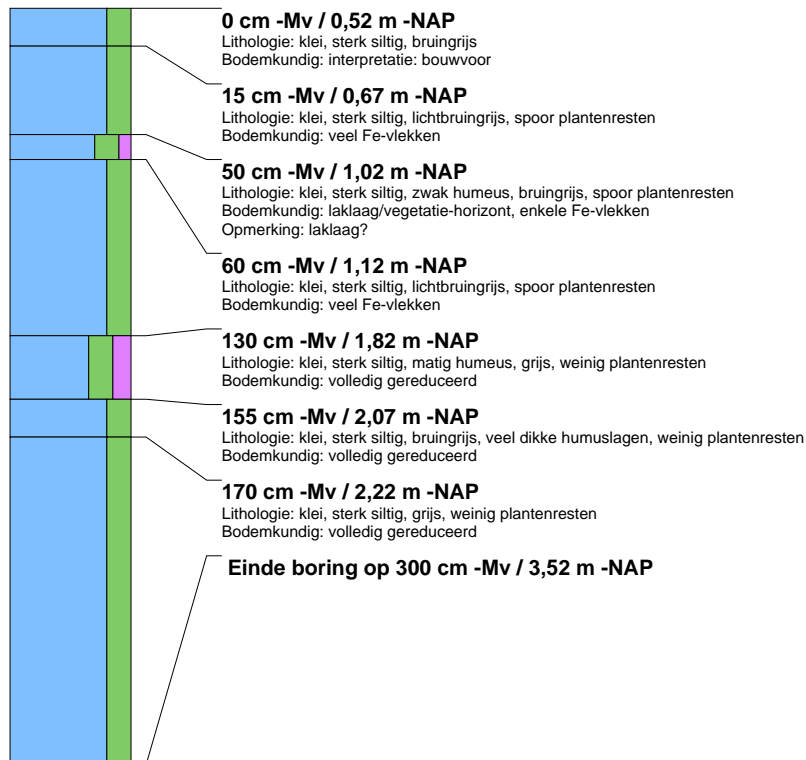 0 cm -Mv / 0,52 m -NAP
Lithologie: klei, sterk siltig, bruingrijs
Bodemkundig: interpretatie: bouwvoor
15 cm -Mv / 0,67 m -NAP
Lithologie: klei, sterk siltig, lichtbruingrijs, spoor plantenresten
Bodemkundig: veel Fe-vlekken
50 cm -Mv / 1,02 m -NAP
Lithologie: klei, sterk siltig, zwak humeus, bruingrijs, spoor plantenresten
Bodemkundig: laklaag/vegetatie-horizont, enkele Fe-vlekken
Opmerking: laklaag?
60 cm -Mv / 1,12 m -NAP
Lithologie: klei, sterk siltig, lichtbruingrijs, spoor plantenresten
Bodemkundig: veel Fe-vlekken
130 cm -Mv / 1,82 m -NAP
Lithologie: klei, sterk siltig, matig humeus, grijs, weinig plantenresten
Bodemkundig: volledig gereduceerd
155 cm -Mv / 2,07 m -NAP
Lithologie: klei, sterk siltig, bruingrijs, veel dikke humuslagen, weinig plantenresten
Bodemkundig: volledig gereduceerd
170 cm -Mv / 2,22 m -NAP
Lithologie: klei, sterk siltig, grijs, weinig plantenresten
Bodemkundig: volledig gereduceerd
Einde boring op 300 cm -Mv / 3,52 m -NAP